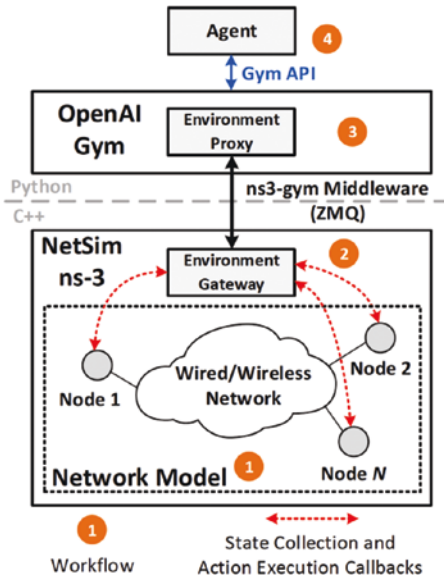 Agent
4
Gym API
OpenAI
Gym
Environment
Proxy
3
Python
ns3-gym Middleware
C++
(ZMQ)
NetSim
ns-3
Environment
Gateway
2
Wired/Wireless
Network
Node 1
Node 2
Node N
Network Model
1
1
Workflow
State Collection and
Action Execution Callbacks